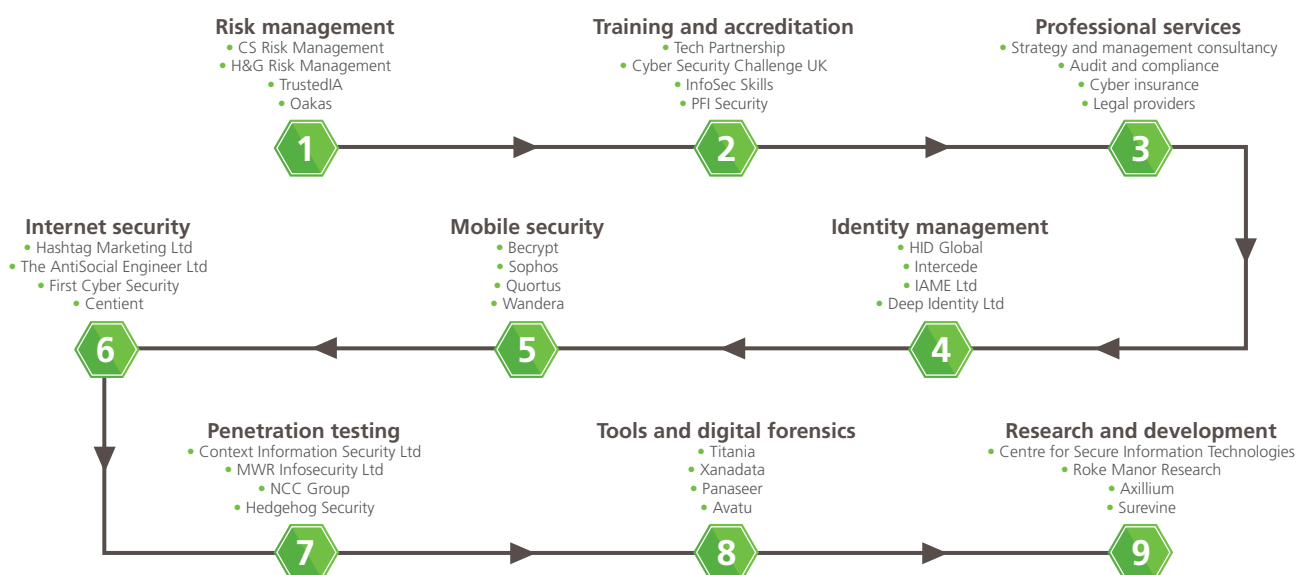 Risk management
• CS Risk Management
• H&G Risk Management
• TrustedIA
• Oakas
1
Training and accreditation
• Tech Partnership
• Cyber Security Challenge UK
• InfoSec Skills
• PFI Security
2
Professional services
• Strategy and management consultancy
• Audit and compliance
• Cyber insurance
• Legal providers
3
Identity management
• HID Global
• Intercede
• IAME Ltd
• Deep Identity Ltd
4
Mobile security
• Becrypt
• Sophos
• Quortus
• Wandera
5
Internet security
• Hashtag Marketing Ltd
• The AntiSocial Engineer Ltd
• First Cyber Security
• Centient
6
Penetration testing
• Context Information Security Ltd
• MWR Infosecurity Ltd
• NCC Group
• Hedgehog Security
7
Tools and digital forensics
• Titania
• Xanadata
• Panaseer
• Avatu
8
Research and development
• Centre for Secure Information Technologies
• Roke Manor Research
• Axillium
• Surevine
9